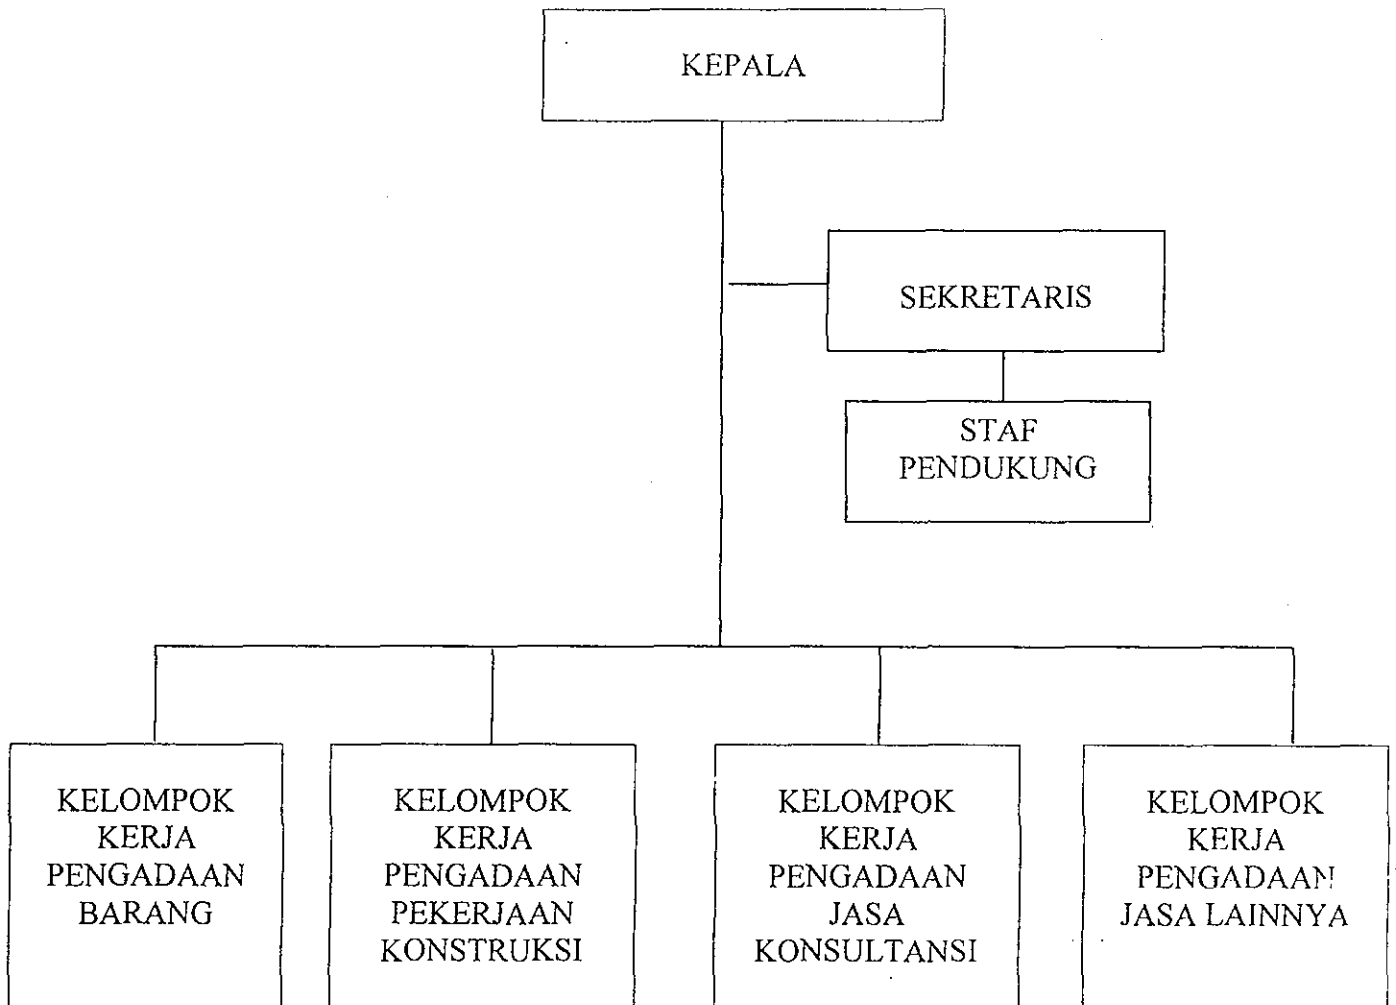 KEPALA
SEKRETARIS
STAF
PENDUKUNG
KELOMPOK
KERJA
PENGADAAN
BARANG
KELOMPOK
KERJA
PENGADAAN
PEKERJAAN
KONSTRUKSI
KELOMPOK
KERJA
PENGADAAN
JASA
KONSULTANSI
KELOMPOK
KERJA
PENGADAAN
JASA LAINNYA